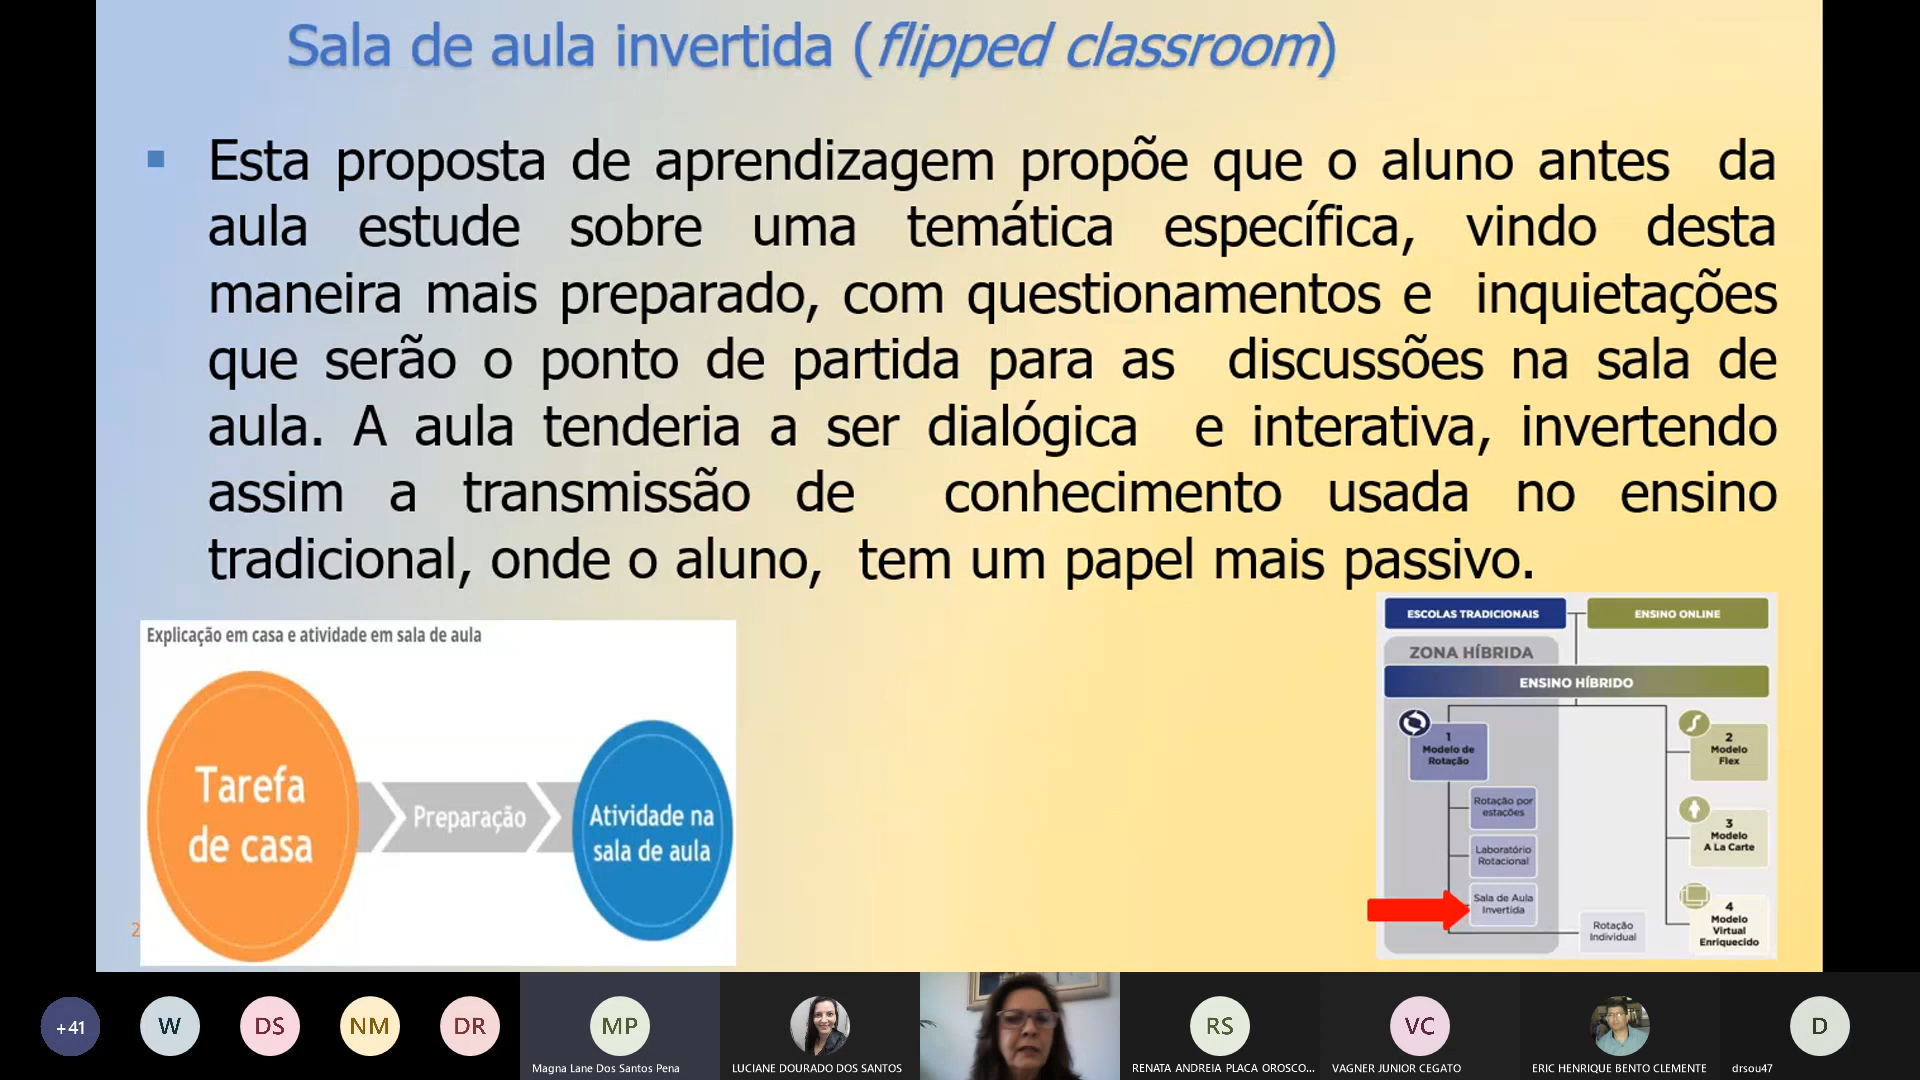 Sala de aula invertida (flipped classroom)
Esta proposta de aprendizagem propõe que o aluno antes da
aula estude sobre uma temática específica, vindo desta
maneira mais preparado, com questionamentos e inquietações
que serão o ponto de partida para as discussões na sala de
aula. A aula tenderia a ser dialógica e interativa, invertendo
assim a transmissão de conhecimento usada no ensino
tradicional, onde o aluno, tem um papel mais passivo.
Explicação em casa e atividade em sala de aula
Tarefa
de casa
Preparação
Atividade na
sala de aula
2
ESCOLAS TRADICIONAIS
ENSINO ONLINE
ZONA HÍBRIDA
ENSINO HÍBRIDO
1
Modelo de
Rotação
Rotação por
estações
Laboratório
Rotacional
Sala de Aula
Invertida
Rotação
Individual
2
Modelo
Flex
3
Modelo
A La Carte
4
Modelo
Virtual
Enriquecido
+41
W
DS
NM
DR
MP
Magna Lane Dos Santos Pena
LUCIANE DOURADO DOS SANTOS
RS
RENATA ANDREIA PLACA OROSCO...
VC
VAGNER JUNIOR CEGATO
ERIC HENRIQUE BENTO CLEMENTE
D
drsou47